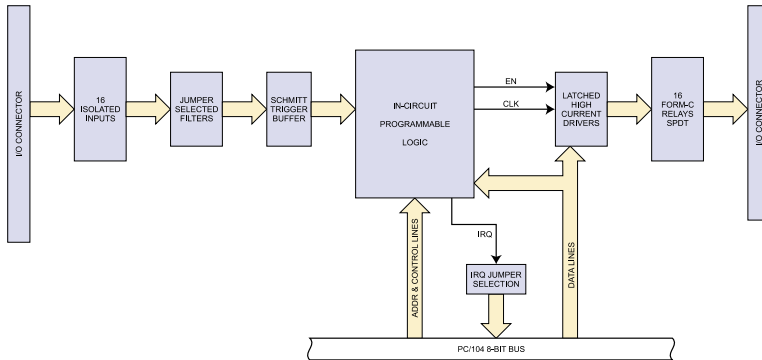 I/O CONNECTOR
16
ISOLATED
INPUTS
JUMPER
SELECTED
FILTERS
SCHMITT
TRIGGER
BUFFER
IN-CIRCUIT
PROGRAMMABLE
LOGIC
EN
CLK
LATCHED
HIGH
CURRENT
DRIVERS
16
FORM-C
RELAYS
SPDT
I/O CONNECTOR
ADDR & CONTROL LINES
IRQ
IRQ JUMPER
SELECTION
DATA LINES
PC/104 8-BIT BUS